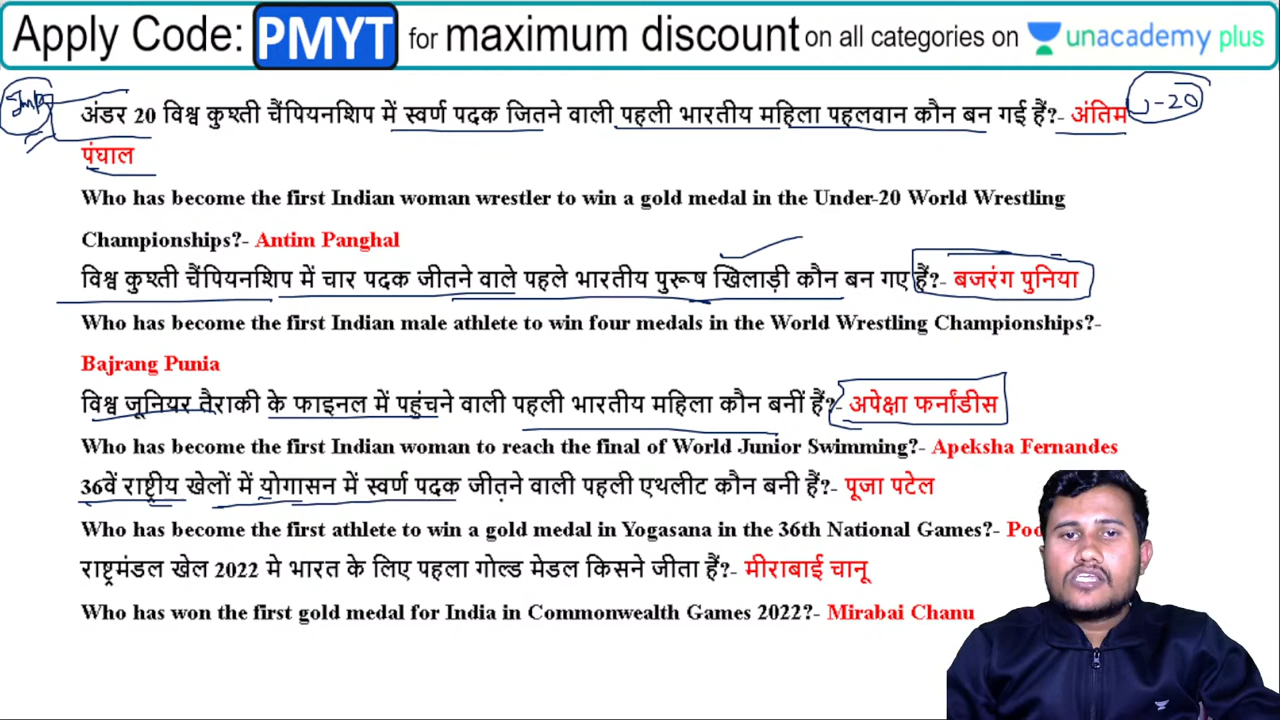 Apply Code: PMYT for maximum discount on all categories on unacademy plus
Imp
अंडर 20 विश्व कुश्ती चैंपियनशिप में स्वर्ण पदक जितने वाली पहली भारतीय महिला पहलवान कौन बन गई हैं?- अंतिम
-20
पंघाल
Who has become the first Indian woman wrestler to win a gold medal in the Under-20 World Wrestling
Championships?- Antim Panghal
विश्व कुश्ती चैंपियनशिप में चार पदक जीतने वाले पहले भारतीय पुरूष खिलाड़ी कौन बन गए हैं?- बजरंग पुनिया
Who has become the first Indian male athlete to win four medals in the World Wrestling Championships?-
Bajrang Punia
विश्व जूनियर तैराकी के फाइनल में पहुंचने वाली पहली भारतीय महिला कौन बनीं हैं?- अपेक्षा फर्नांडीस
Who has become the first Indian woman to reach the final of World Junior Swimming?- Apeksha Fernandes
36वें राष्ट्रीय खेलों में योगासन में स्वर्ण पदक जीतने वाली पहली एथलीट कौन बनी हैं?- पूजा पटेल
Who has become the first athlete to win a gold medal in Yogasana in the 36th National Games?-
राष्ट्रमंडल खेल 2022 मे भारत के लिए पहला गोल्ड मेडल किसने जीता हैं?- मीराबाई चानू
Who has won the first gold medal for India in Commonwealth Games 2022?- Mirabai Chanu